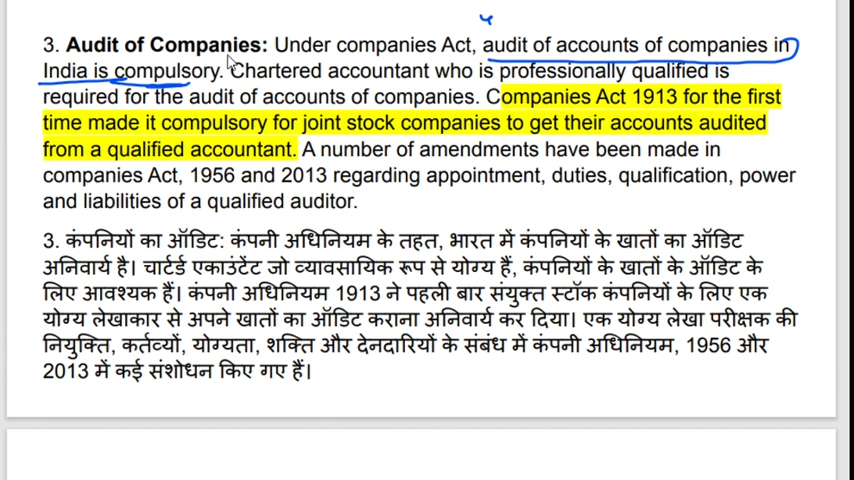 3. Audit of Companies: Under companies Act, audit of accounts of companies in
India is compulsory. Chartered accountant who is professionally qualified is
required for the audit of accounts of companies. Companies Act 1913 for the first
time made it compulsory for joint stock companies to get their accounts audited
from a qualified accountant. A number of amendments have been made in
companies Act, 1956 and 2013 regarding appointment, duties, qualification, power
and liabilities of a qualified auditor.
3. कंपनियों का ऑडिट: कंपनी अधिनियम के तहत, भारत में कंपनियों के खातों का ऑडिट
अनिवार्य है। चार्टर्ड एकाउंटेंट जो व्यावसायिक रूप से योग्य हैं, कंपनियों के खातों के ऑडिट के
लिए आवश्यक हैं। कंपनी अधिनियम 1913 ने पहली बार संयुक्त स्टॉक कंपनियों के लिए एक
योग्य लेखाकार से अपने खातों का ऑडिट कराना अनिवार्य कर दिया। एक योग्य लेखा परीक्षक की
नियुक्ति, कर्तव्यों, योग्यता, शक्ति और देनदारियों के संबंध में कंपनी अधिनियम, 1956 और
2013 में कई संशोधन किए गए हैं।